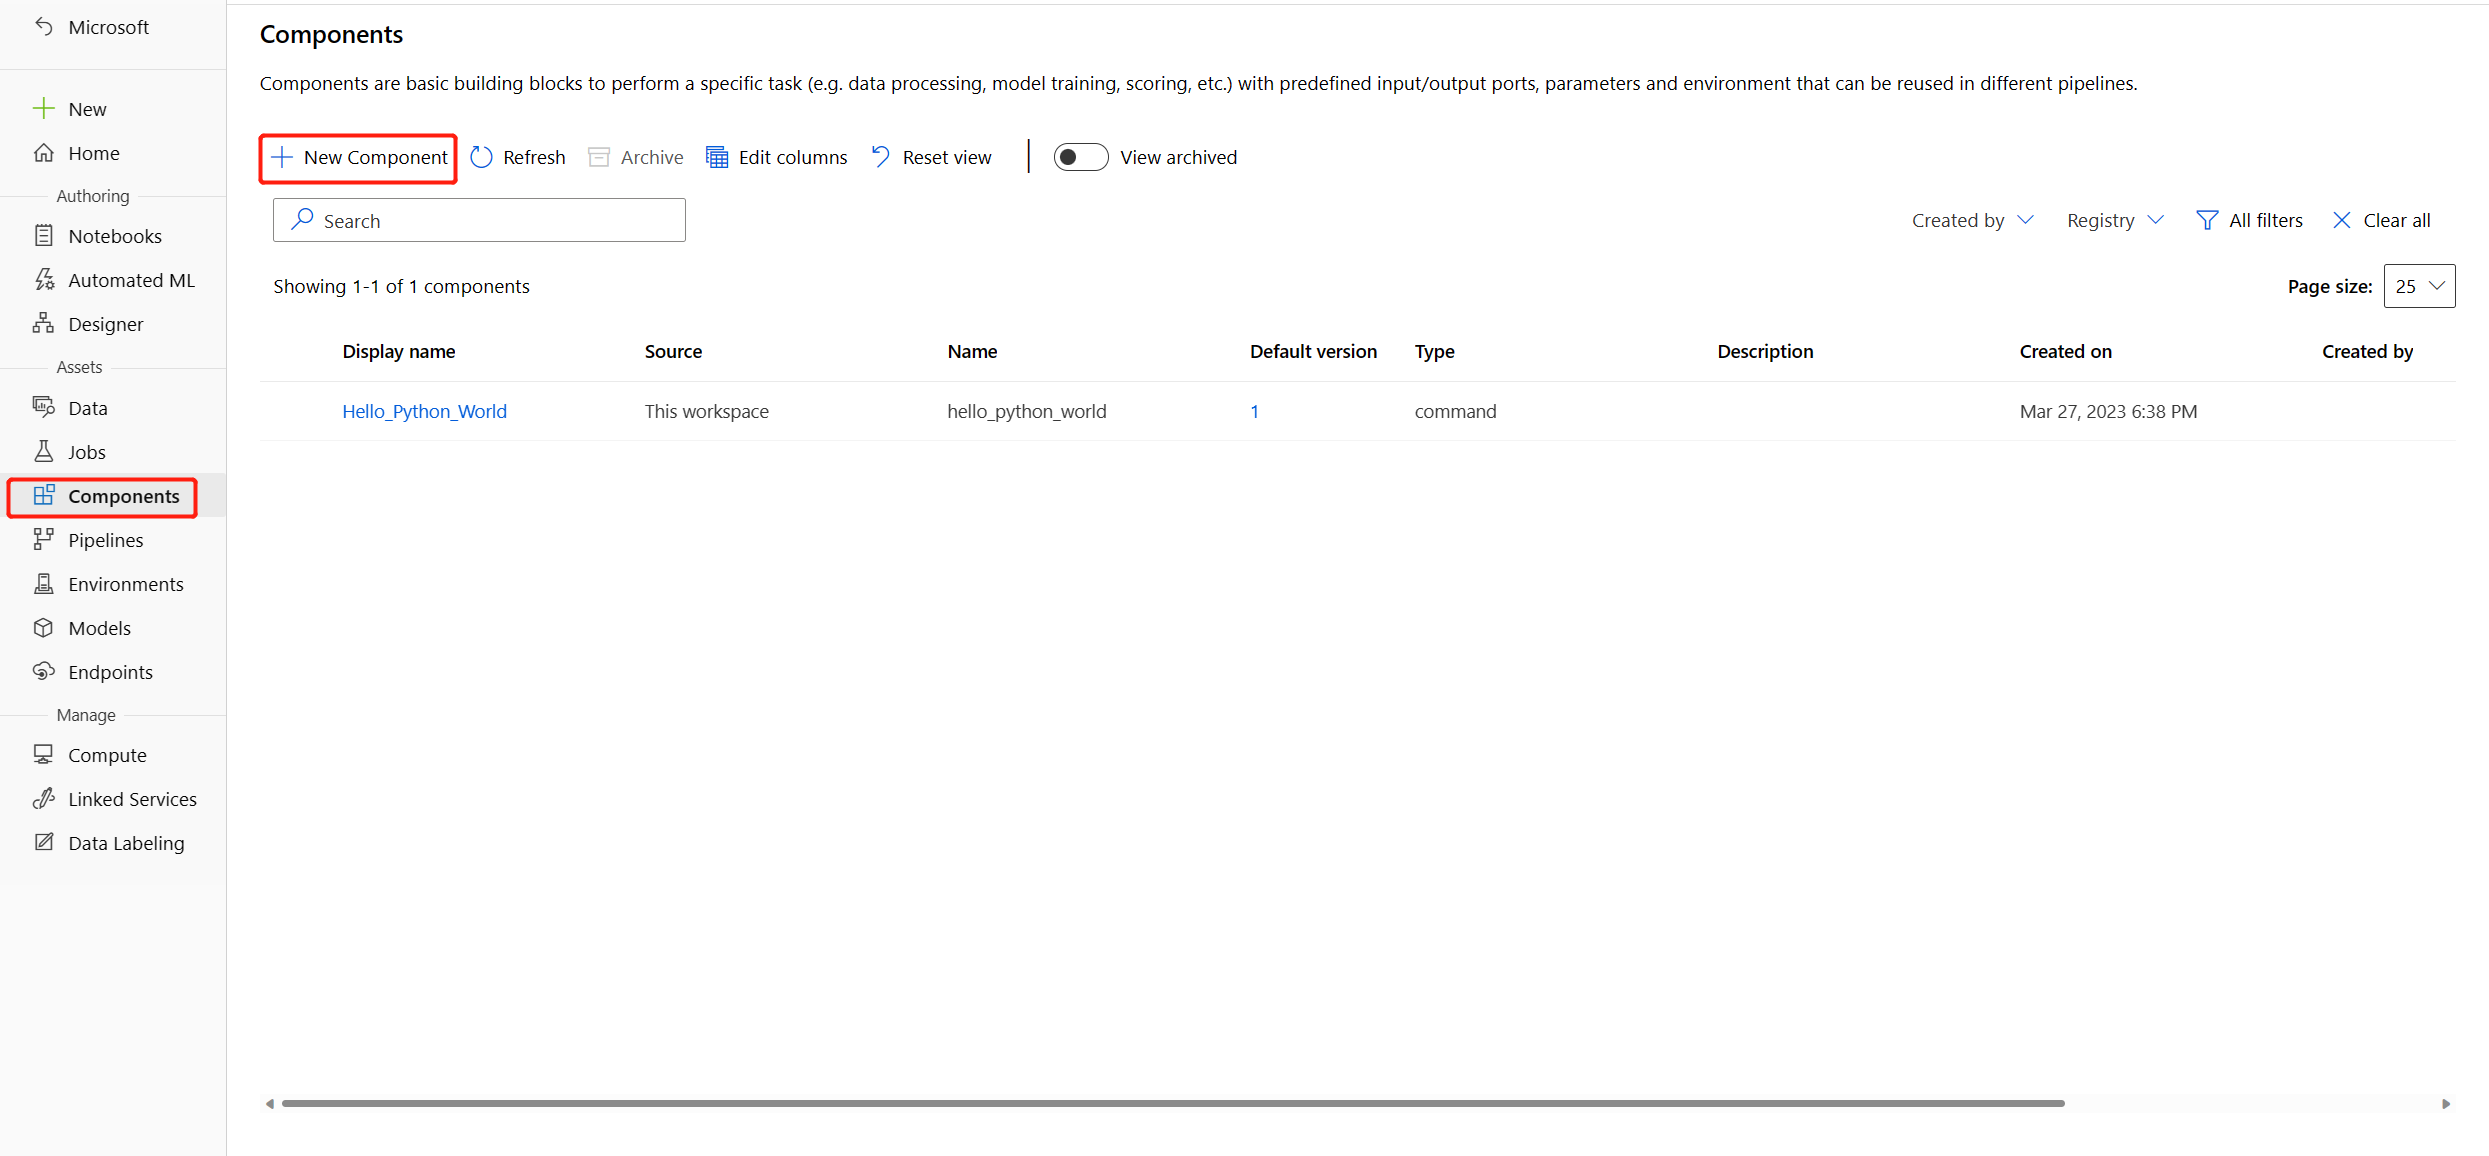 Microsoft
New
Home
Authoring
Notebooks
Automated ML
Designer
Assets
Data
Jobs
Components
Pipelines
Environments
Models
Endpoints
Manage
Compute
Linked Services
Data Labeling
Components
Components are basic building blocks to perform a specific task (e.g. data processing, model training, scoring, etc.) with predefined input/output ports, parameters and environment that can be reused in different pipelines.
New Component Refresh Archive Edit columns Reset view View archived
Search Created by Registry All filters Clear all
Showing 1-1 of 1 components Page size: 25
Display name Source Name Default version Type Description Created on Created by
Hello_Python_World This workspace hello_python_world 1 command Mar 27, 2023 6:38 PM